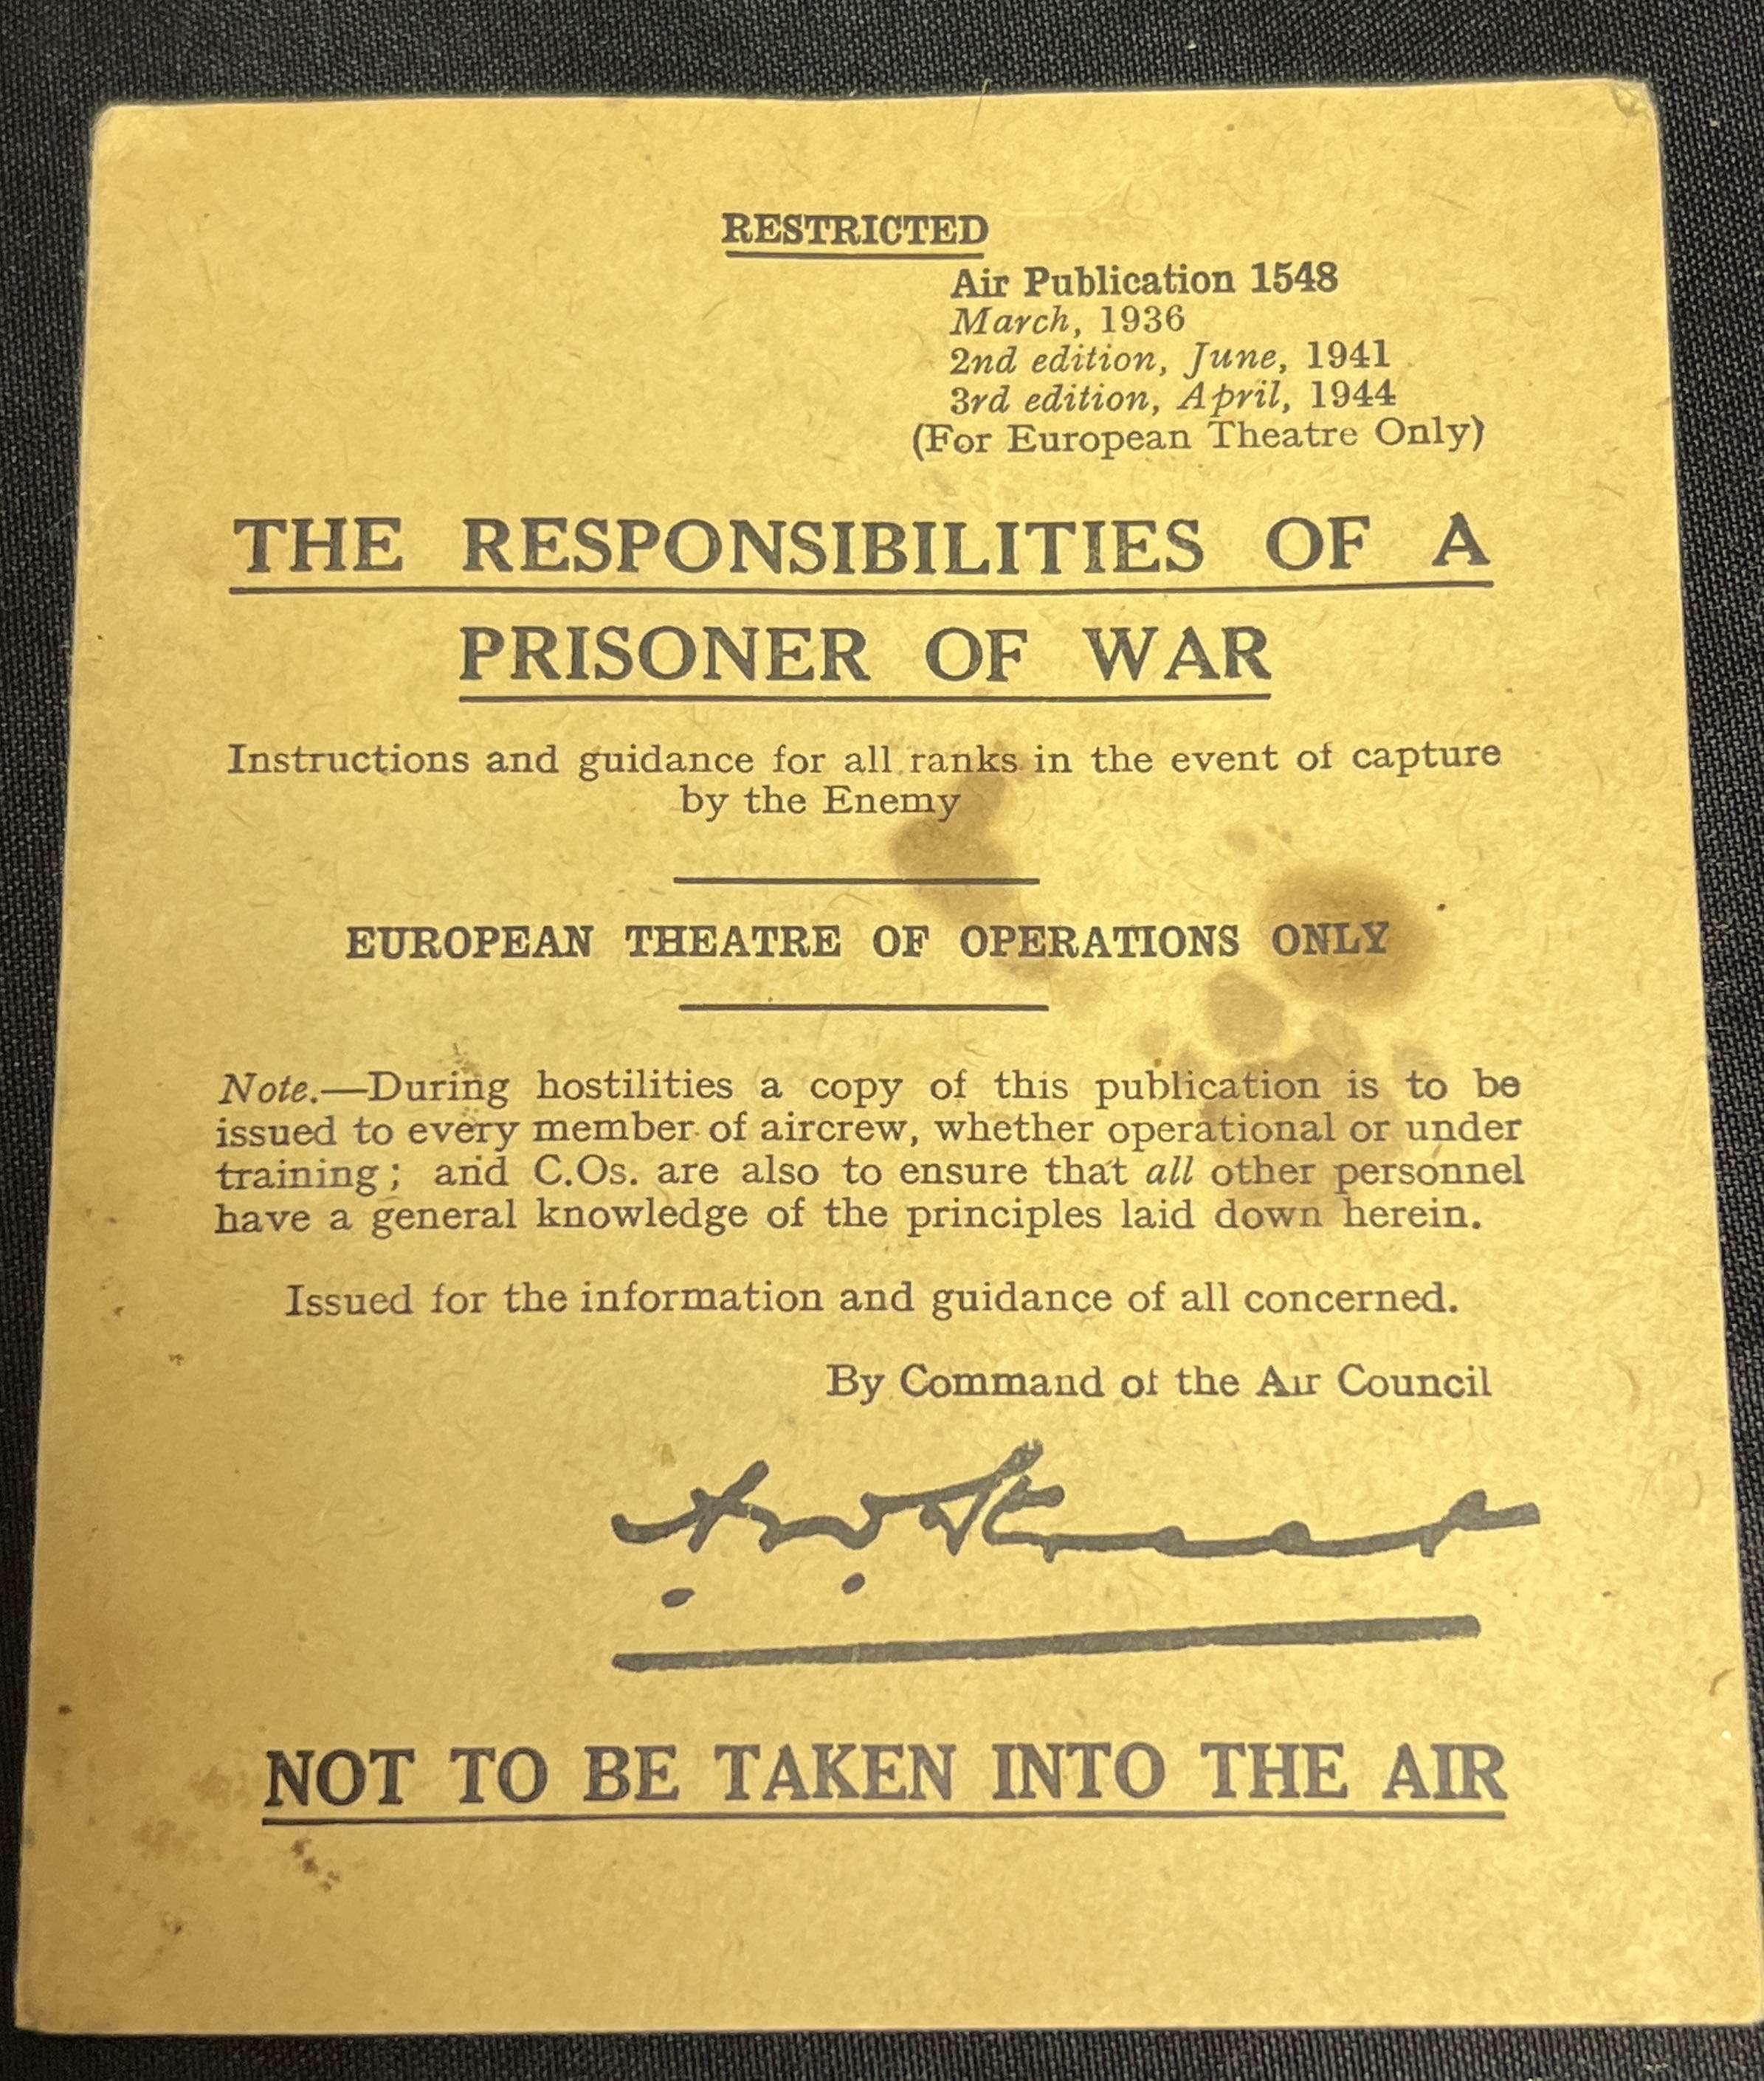 RESTRICTED
Air Publication 1548
March, 1936
2nd edition, June, 1941
3rd edition, April, 1944
(For European Theatre Only)
THE RESPONSIBILITIES OF A
PRISONER OF WAR
Instructions and guidance for all ranks in the event of capture
by the Enemy
EUROPEAN THEATRE OF OPERATIONS ONLY
Note.—During hostilities a copy of this publication is to be
issued to every member of aircrew, whether operational or under
training; and C.Os. are also to ensure that all other personnel
have a general knowledge of the principles laid down herein.
Issued for the information and guidance of all concerned.
By Command of the Air Council
A. W. Street
NOT TO BE TAKEN INTO THE AIR